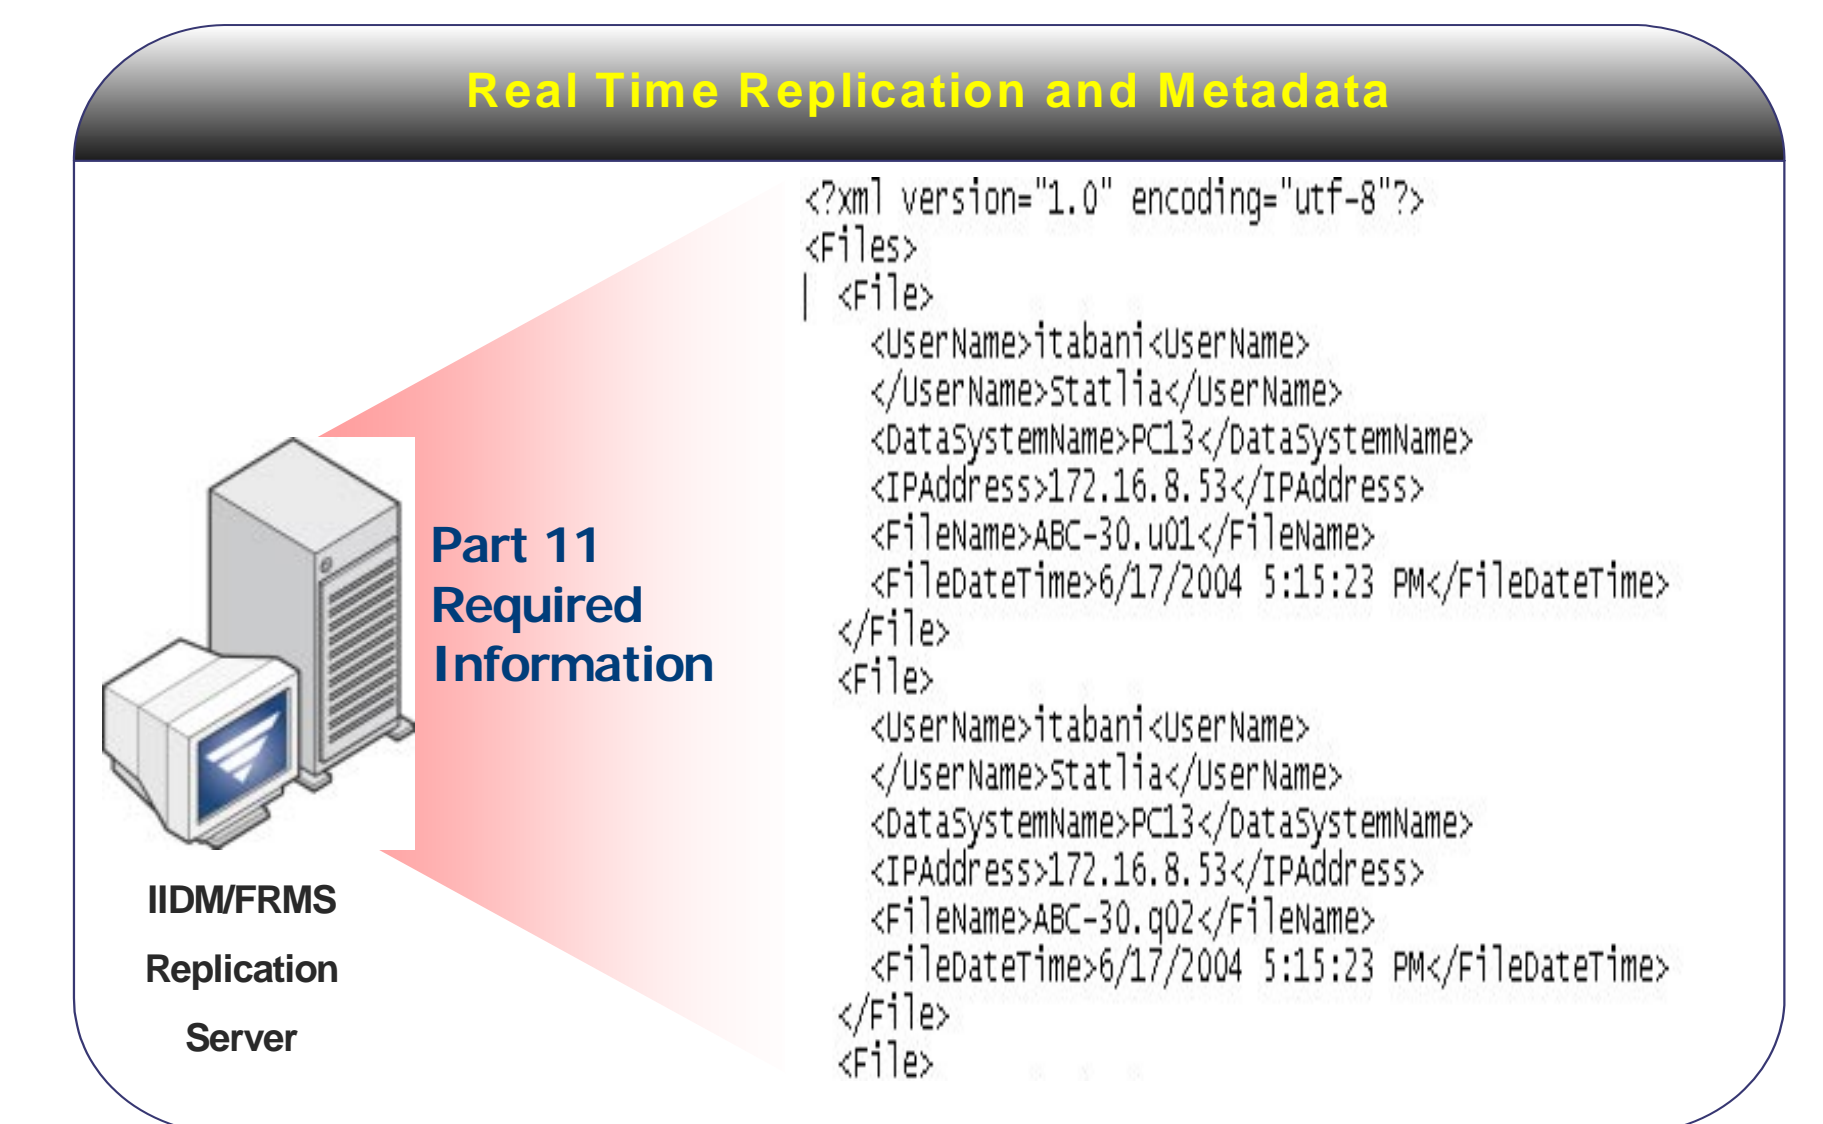 Real Time Replication and Metadata
<?xml version="1.0" encoding="utf-8"?>
<Files>
<File>
<UserName>itabani<UserName>
</UserName>Statlia</UserName>
<DataSystemName>PC13</DataSystemName>
<IPAddress>172.16.8.53</IPAddress>
<FileName>ABC-30.u01</FileName>
<FileDateTime>6/17/2004 5:15:23 PM</FileDateTime>
</File>
<File>
<UserName>itabani<UserName>
</UserName>Statlia</UserName>
<DataSystemName>PC13</DataSystemName>
<IPAddress>172.16.8.53</IPAddress>
<FileName>ABC-30.q02</FileName>
<FileDateTime>6/17/2004 5:15:23 PM</FileDateTime>
</File>
<File>
Part 11
Required
Information
IIDM/FRMS
Replication
Server